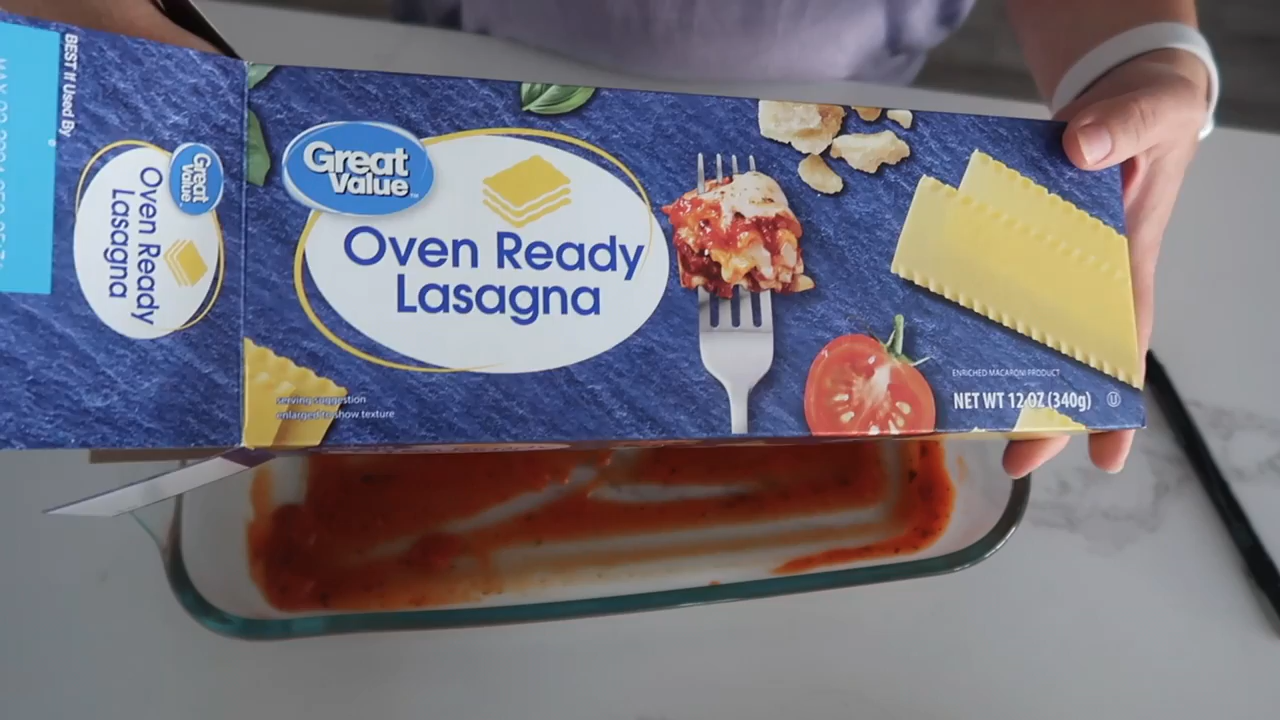 BEST If Used By
Great
Value
Oven Ready
Lasagna
Great
Value™
Oven Ready
Lasagna
serving suggestion
enlarged to show texture
ENRICHED MACARONI PRODUCT
NET WT 12 OZ (340g)
U